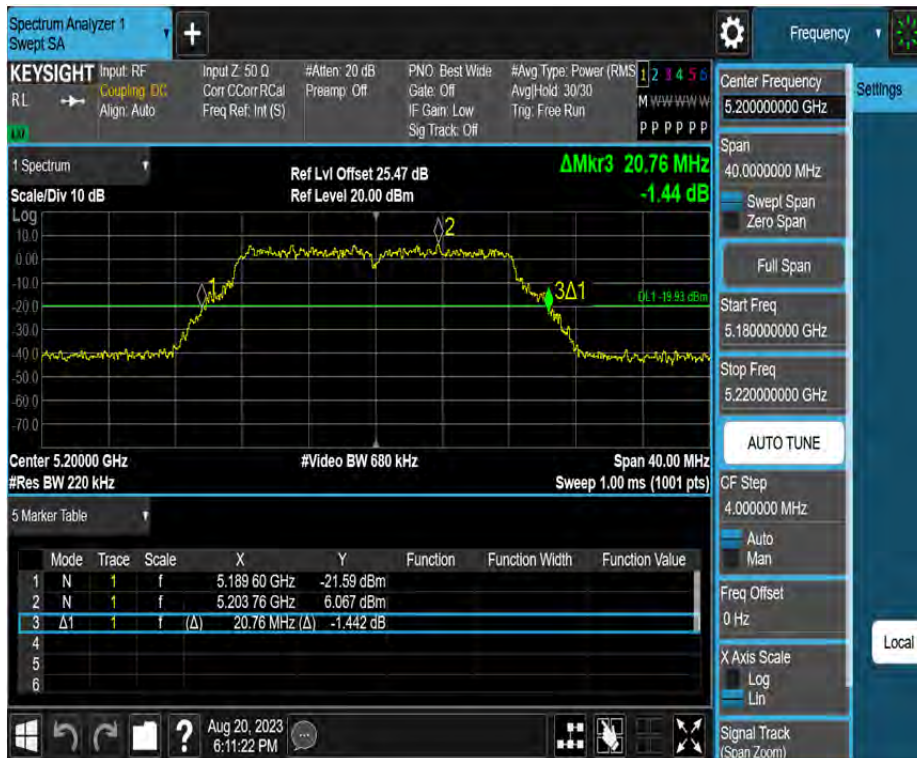 Spectrum Analyzer 1
Swept SA
+
Frequency
KEYSIGHT
RL
Input: RF
Coupling: DC
Align: Auto
Input Z: 50 Ω
Corr CCorr RCal
Freq Ref: Int (S)
#Atten: 20 dB
Preamp: Off
PNO: Best Wide
Gate: Off
IF Gain: Low
Sig Track: Off
#Avg Type: Power (RMS
Avg|Hold: 30/30
Trig: Free Run
1 2 3 4 5 6
M W W W W W
P P P P P P
1 Spectrum
Scale/Div 10 dB
Ref Lvl Offset 25.47 dB
Ref Level 20.00 dBm
ΔMkr3 20.76 MHz
-1.44 dB
Log
10.0
0.00
-10.0
-20.0
-30.0
-40.0
-50.0
-60.0
-70.0
1
2
3Δ1
DL1 -19.93 dBm
Center 5.20000 GHz
#Res BW 220 kHz
#Video BW 680 kHz
Span 40.00 MHz
Sweep 1.00 ms (1001 pts)
5 Marker Table
Mode Trace Scale X Y Function Function Width Function Value
1 N 1 f 5.189 60 GHz -21.59 dBm
2 N 1 f 5.203 76 GHz 6.067 dBm
3 Δ1 1 f (Δ) 20.76 MHz (Δ) -1.442 dB
4
5
6
?
Aug 20, 2023
6:11:22 PM
Center Frequency
5.200000000 GHz
Span
40.0000000 MHz
Swept Span
Zero Span
Full Span
Start Freq
5.180000000 GHz
Stop Freq
5.220000000 GHz
AUTO TUNE
CF Step
4.000000 MHz
Auto
Man
Freq Offset
0 Hz
X Axis Scale
Log
Lin
Signal Track
(Span Zoom)
Settings
Local